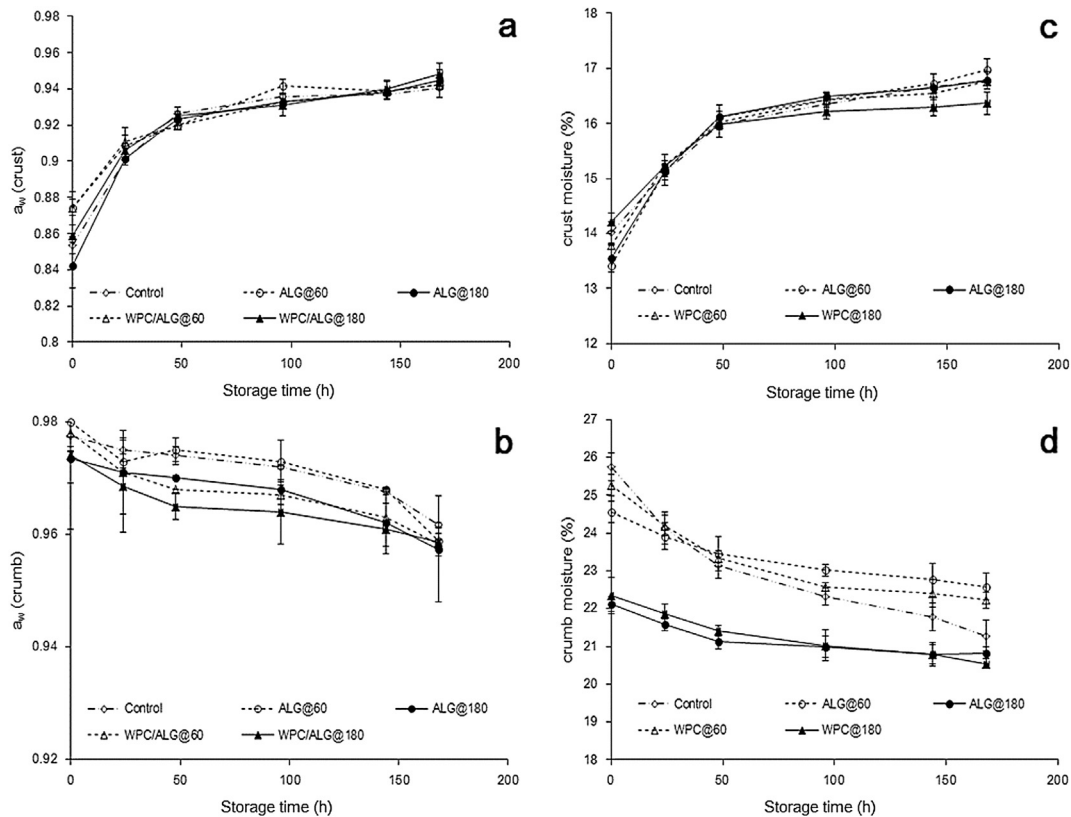 a
0.98
0.96
0.94
0.92
0.9
0.88
0.86
0.84
0.82
0.8
aw (crust)
Control
ALG@60
ALG@180
WPC/ALG@60
WPC/ALG@180
0
50
100
150
200
Storage time (h)
c
18
17
16
15
14
13
12
crust moisture (%)
Control
ALG@60
ALG@180
WPC@60
WPC@180
0
50
100
150
200
Storage time (h)
b
0.98
0.96
0.94
0.92
aw (crumb)
Control
ALG@60
ALG@180
WPC/ALG@60
WPC/ALG@180
0
50
100
150
200
Storage time (h)
d
27
26
25
24
23
22
21
20
19
18
crumb moisture (%)
Control
ALG@60
ALG@180
WPC@60
WPC@180
0
50
100
150
200
Storage time (h)